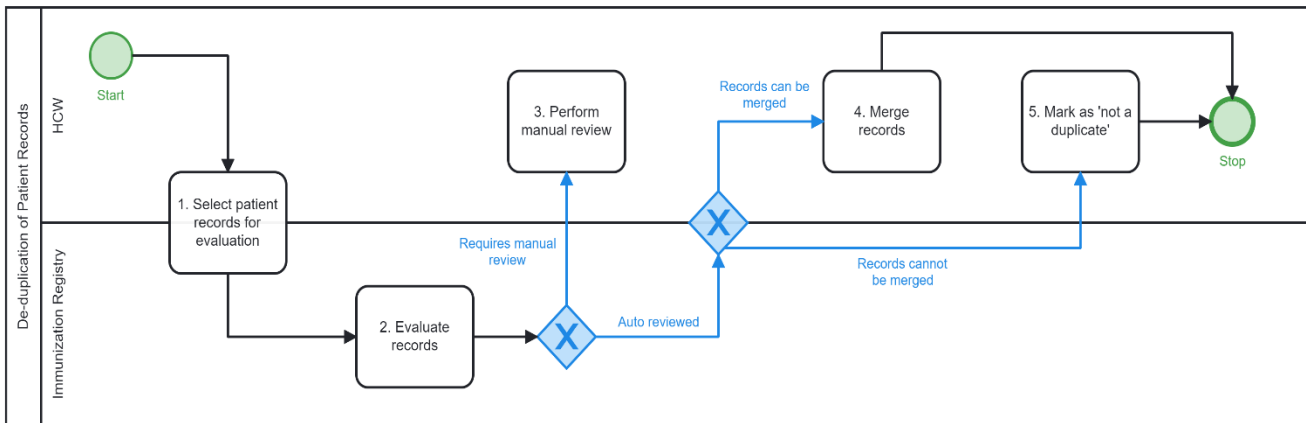 De-duplication of Patient Records
HCW
Immunization Registry
Start
1. Select patient
records for
evaluation
2. Evaluate
records
3. Perform
manual review
Requires manual
review
X
Auto reviewed
X
Records can be
merged
Records cannot
be merged
4. Merge
records
5. Mark as 'not a
duplicate'
Stop